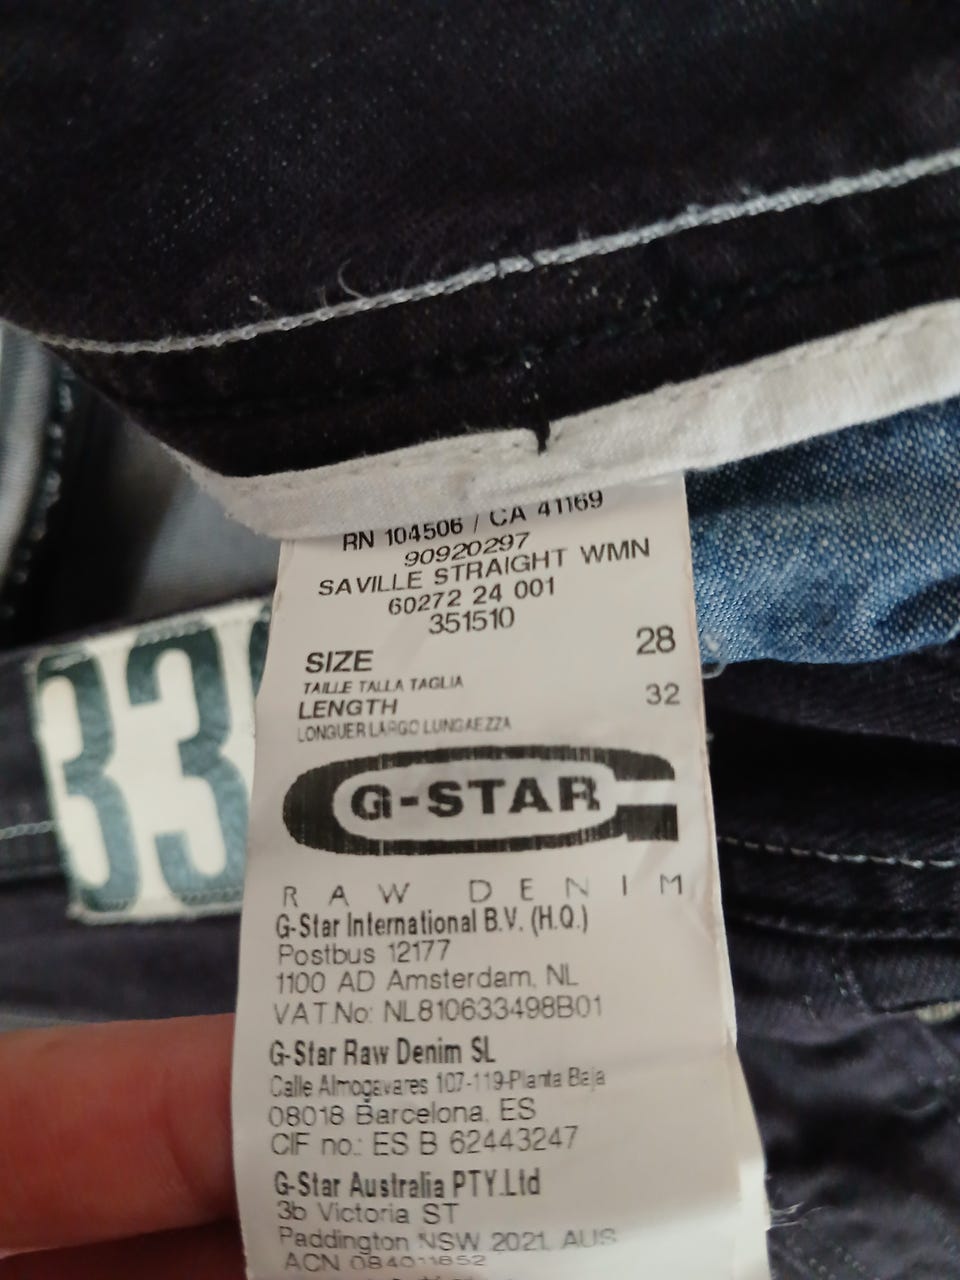 RN 104506 / CA 41169
90920297
SAVILLE STRAIGHT WMN
60272 24 001
351510
SIZE 28
TAILLE TALLA TAGLIA
LENGTH 32
LONGUER LARGO LUNGAEZZA
G-STAR
RAW DENIM
G-Star International B.V. (H.Q.)
Postbus 12177
1100 AD Amsterdam, NL
VAT.No: NL810633498B01
G-Star Raw Denim SL
Calle Almogavares 107-119-Planta Baja
08018 Barcelona, ES
CIF no.: ES B 62443247
G-Star Australia PTY.Ltd
3b Victoria ST
Paddington NSW 2021, AUS
ACN 084011852
33